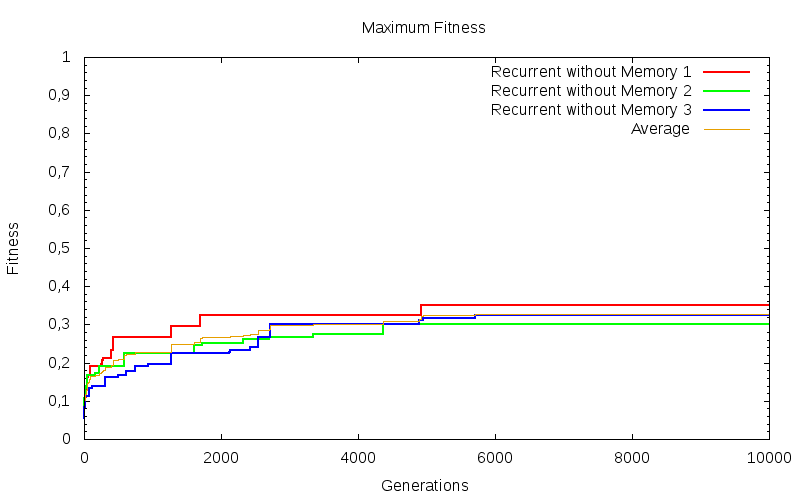 Maximum Fitness
Recurrent without Memory 1
Recurrent without Memory 2
Recurrent without Memory 3
Average
1
0,9
0,8
0,7
0,6
0,5
0,4
0,3
0,2
0,1
0
Fitness
0 2000 4000 6000 8000 10000
Generations